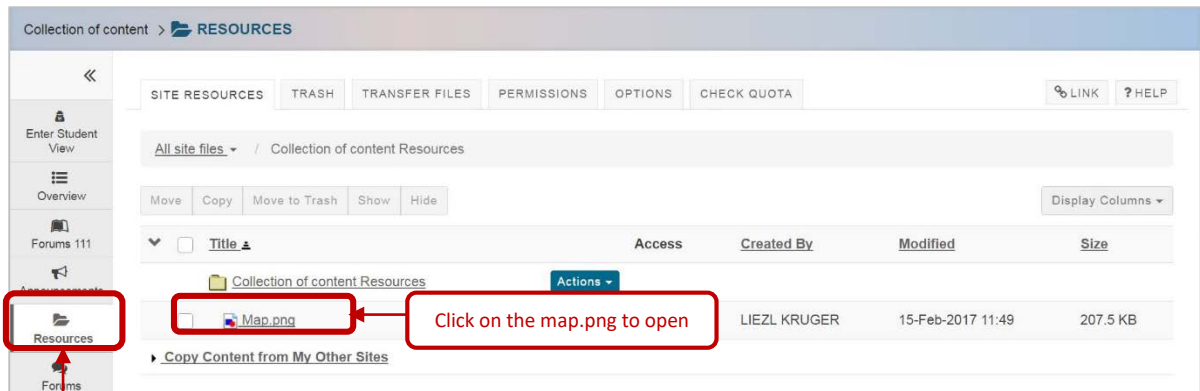 Collection of content > RESOURCES
«
SITE RESOURCES TRASH TRANSFER FILES PERMISSIONS OPTIONS CHECK QUOTA LINK ? HELP
Enter Student
View
All site files / Collection of content Resources
Overview
Move Copy Move to Trash Show Hide Display Columns
Forums 111
Title Access Created By Modified Size
Announcements
Collection of content Resources Actions
Resources
Map.png Click on the map.png to open LIEZL KRUGER 15-Feb-2017 11:49 207.5 KB
Copy Content from My Other Sites
Forums